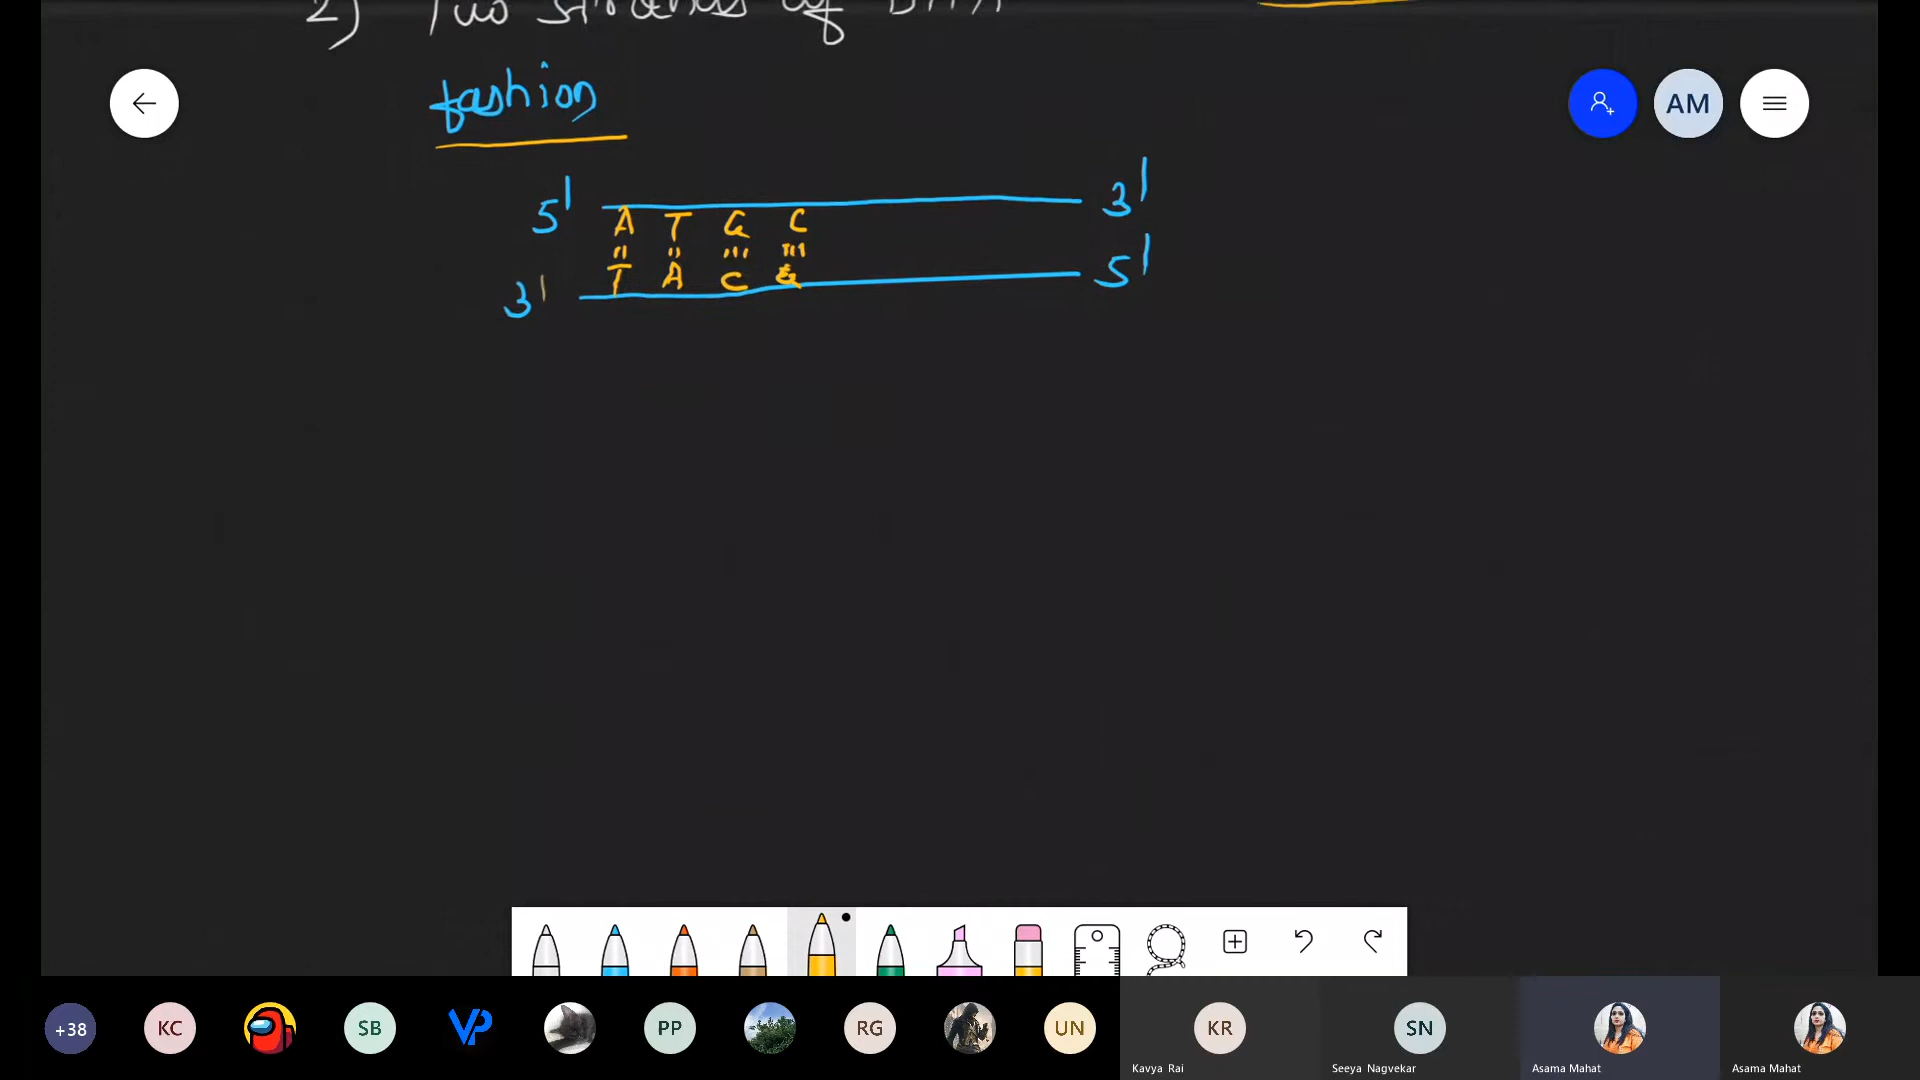 2) Two strands of DNA
fashion
5' A T G C 3'
3' T A C G 5'
AM
+38 KC SB VP PP RG UN KR SN
Kavya Rai Seeya Nagvekar Asama Mahat Asama Mahat